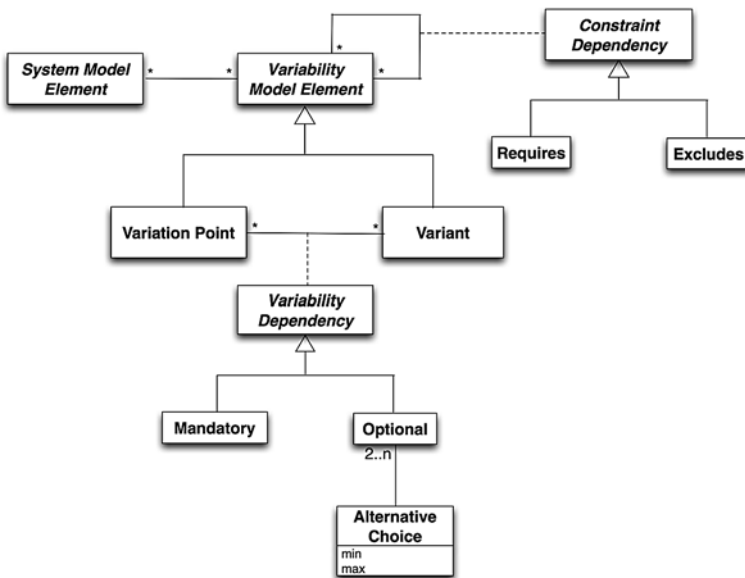 Constraint
Dependency
System Model
Element
*
*
Variability
Model Element
*
*
Requires
Excludes
Variation Point
*
*
Variant
Variability
Dependency
Mandatory
Optional
2..n
Alternative
Choice
min
max